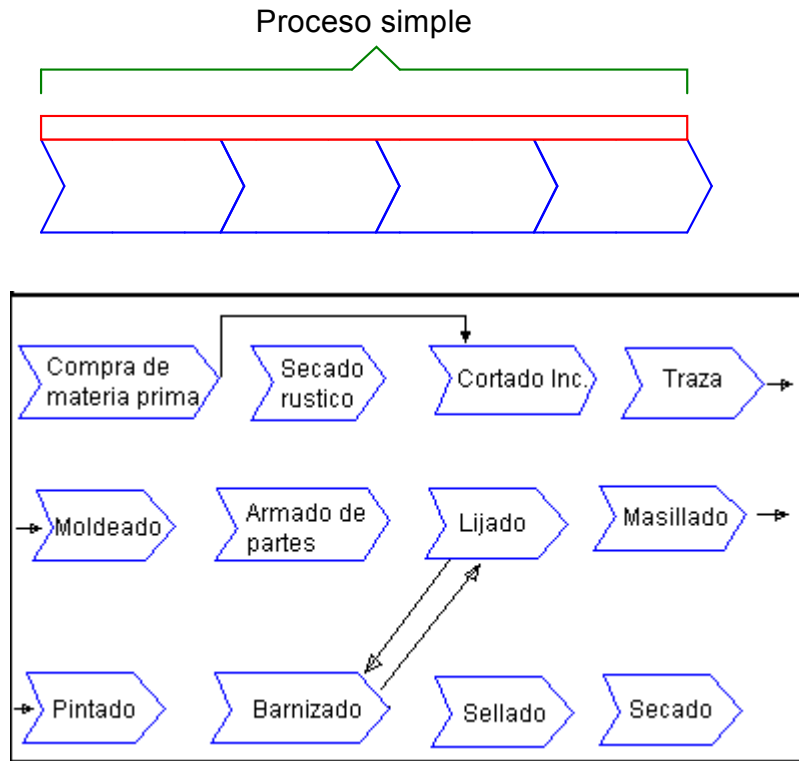 Proceso simple
Compra de
materia prima
Secado
rustico
Cortado Inc.
Traza
Moldeado
Armado de
partes
Lijado
Masillado
Pintado
Barnizado
Sellado
Secado